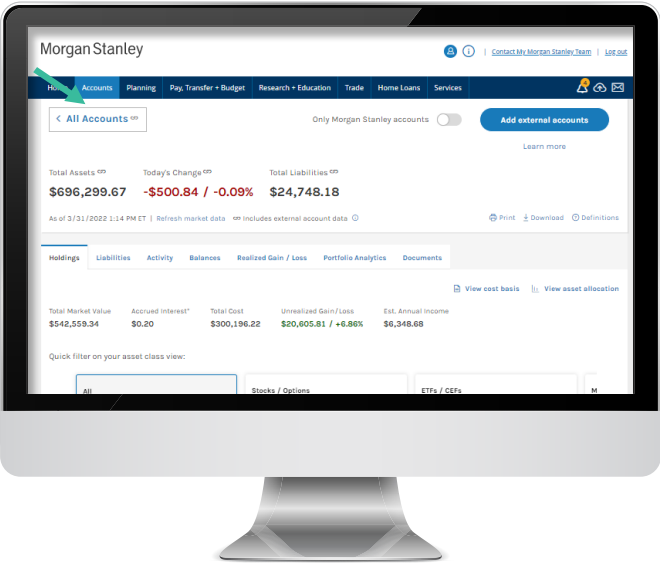 Morgan Stanley
Contact My Morgan Stanley Team | Log out
Accounts Planning Pay, Transfer + Budget Research + Education Trade Home Loans Services 4
< All Accounts
Only Morgan Stanley accounts
Add external accounts
Learn more
Total Assets Today's Change Total Liabilities
$696,299.67 -$500.84 / -0.09% $24,748.18
As of 3/31/2022 1:14 PM ET | Refresh market data Includes external account data
Print Download Definitions
Holdings Liabilities Activity Balances Realized Gain / Loss Portfolio Analytics Documents
View cost basis View asset allocation
Total Market Value Accrued Interest* Total Cost Unrealized Gain/Loss Est. Annual Income
$542,559.34 $0.20 $300,196.22 $20,605.81 / +6.86% $6,348.68
Quick filter on your asset class view:
All Stocks / Options ETFs / CEFs M